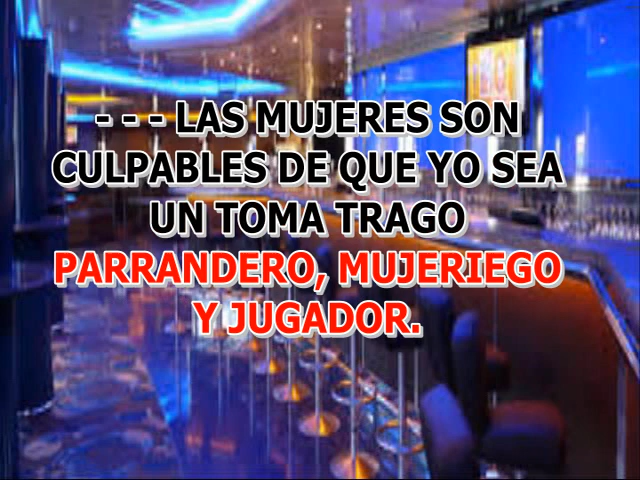 - - - LAS MUJERES SON
CULPABLES DE QUE YO SEA
UN TOMA TRAGO
PARRANDERO, MUJERIEGO
Y JUGADOR.